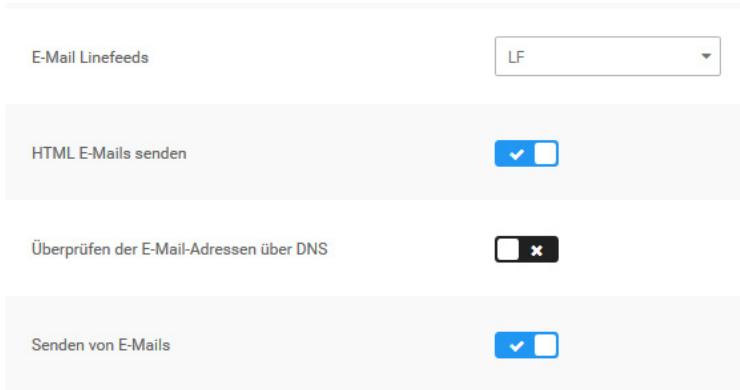 E-Mail Linefeeds
LF
HTML E-Mails senden
Überprüfen der E-Mail-Adressen über DNS
Senden von E-Mails